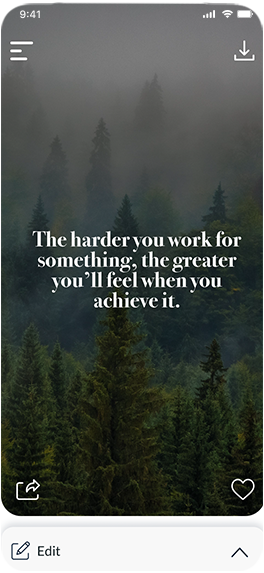 9:41
The harder you work for
something, the greater
you’ll feel when you
achieve it.
Edit